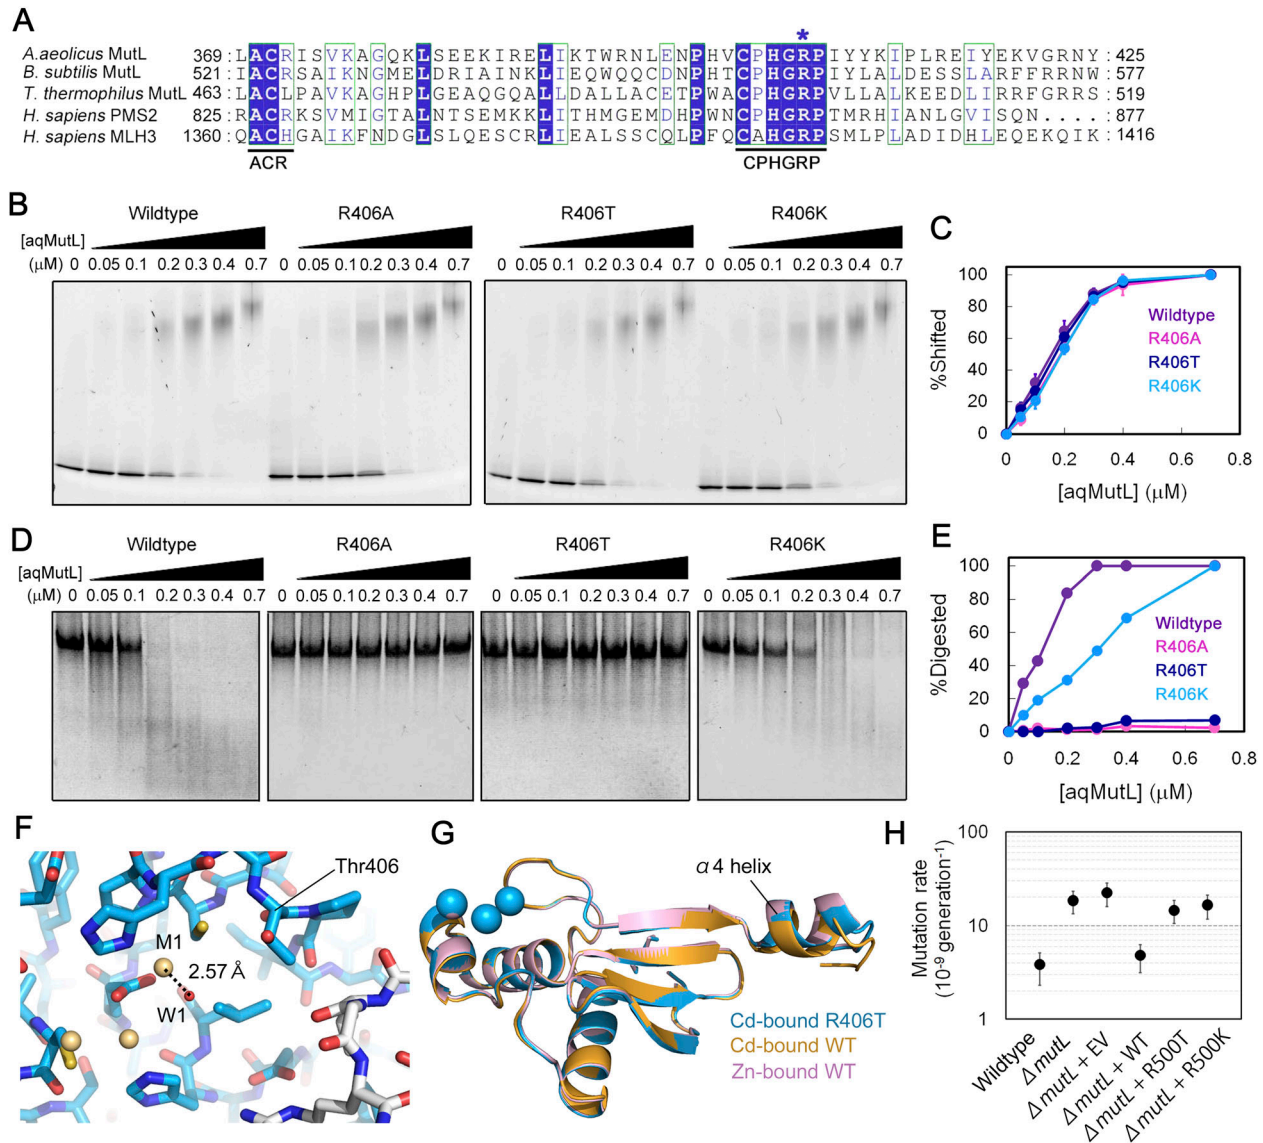 A
*
A.aeolicus MutL 369 : LACRISVKAGQKLSEEKIRELIKTWRNLENPHVCPHGRPIYYKIPLREIYEKVGRNY : 425
B. subtilis MutL 521 : IACRSAIKNGMELDRIAINKLIEQWQQCDNPHTCPHGRPIYLALDESSLARFFRRNW : 577
T. thermophilus MutL 463 : LACLPAVKAGHPLGEAQGQALLDALLACETPWACPHGRPVLLALKEEDLIRRFGRRS : 519
H. sapiens PMS2 825 : RACRKSVMIGTALNTSEMKKLITHMGEMDHPWNCPHGRPTMRHIANLGVISQN.... : 877
H. sapiens MLH3 1360 : QACHGAIKFNDGLSLQESCRLIEALSSCQLPFQCAHGRPSMLPLADIDHLEQEKQIK : 1416
ACR CPHGRP
B
Wildtype R406A R406T R406K
[aqMutL]
(μM) 0 0.05 0.1 0.2 0.3 0.4 0.7 0 0.05 0.1 0.2 0.3 0.4 0.7 0 0.05 0.1 0.2 0.3 0.4 0.7 0 0.05 0.1 0.2 0.3 0.4 0.7
C
%Shifted
100
80
60
40
20
0
Wildtype
R406A
R406T
R406K
0 0.2 0.4 0.6 0.8
[aqMutL] (μM)
D
Wildtype R406A R406T R406K
[aqMutL]
(μM) 0 0.05 0.1 0.2 0.3 0.4 0.7 0 0.05 0.1 0.2 0.3 0.4 0.7 0 0.05 0.1 0.2 0.3 0.4 0.7 0 0.05 0.1 0.2 0.3 0.4 0.7
E
%Digested
100
80
60
40
20
0
Wildtype
R406A
R406T
R406K
0 0.2 0.4 0.6 0.8
[aqMutL] (μM)
F
Thr406
M1
2.57 Å
W1
G
α4 helix
Cd-bound R406T
Cd-bound WT
Zn-bound WT
H
Mutation rate
(10-9 generation-1)
100
10
1
Wildtype
ΔmutL
ΔmutL + EV
ΔmutL + WT
ΔmutL + R500T
ΔmutL + R500K